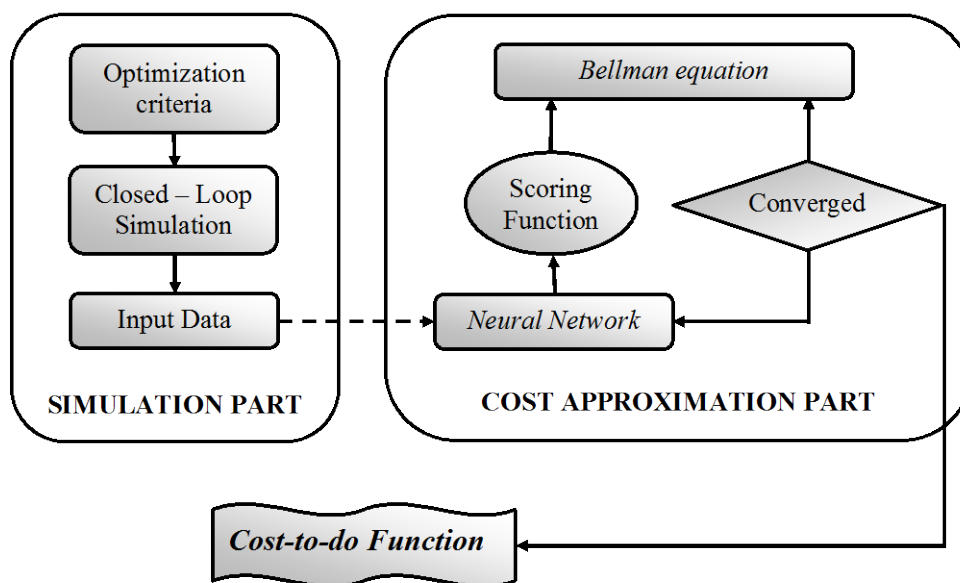 Optimization
criteria
Closed – Loop
Simulation
Input Data
SIMULATION PART
Bellman equation
Scoring
Function
Converged
Neural Network
COST APPROXIMATION PART
Cost-to-do Function